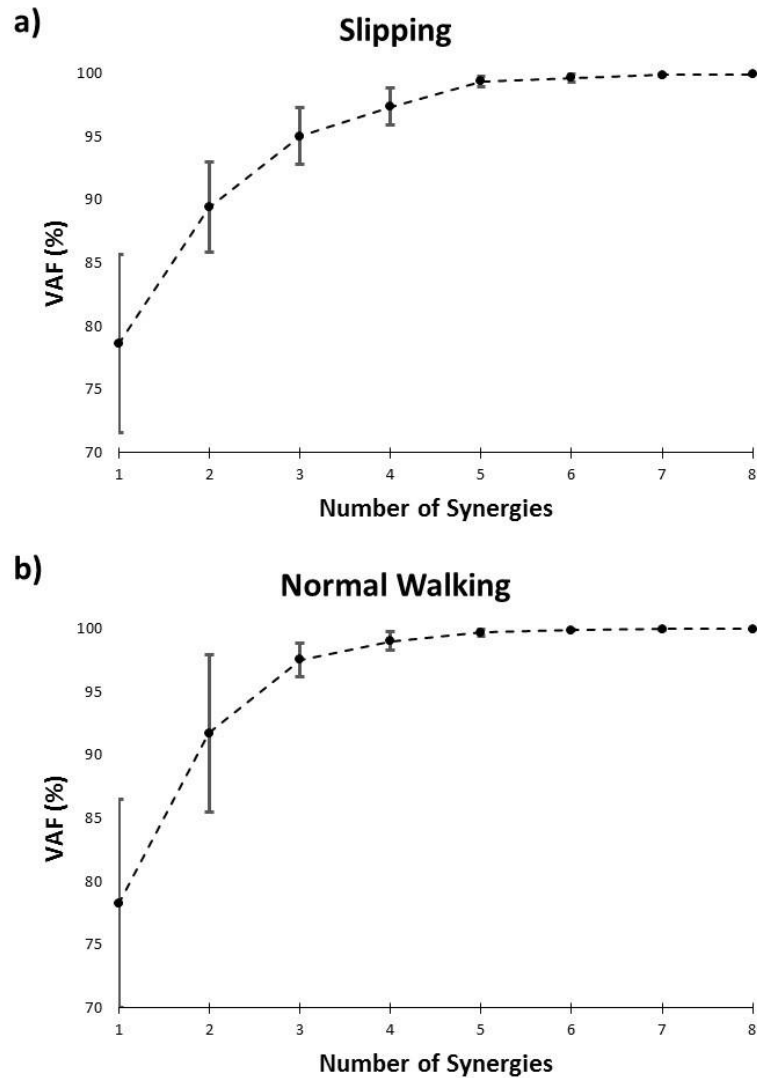 a)
Slipping
100
95
90
85
80
75
70
VAF (%)
1 2 3 4 5 6 7 8
Number of Synergies
b)
Normal Walking
100
95
90
85
80
75
70
VAF (%)
1 2 3 4 5 6 7 8
Number of Synergies